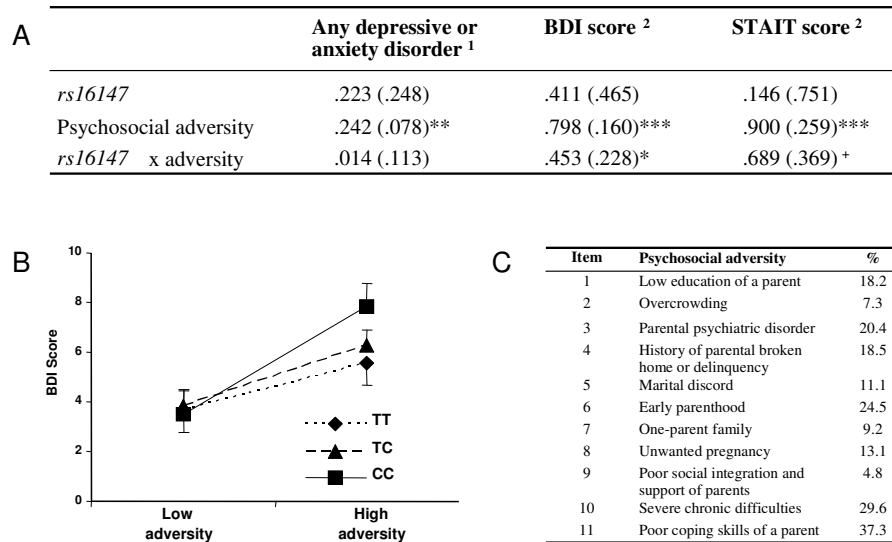 A
Any depressive or
anxiety disorder 1
BDI score 2
STAIT score 2
rs16147 .223 (.248) .411 (.465) .146 (.751)
Psychosocial adversity .242 (.078)** .798 (.160)*** .900 (.259)***
rs16147 x adversity .014 (.113) .453 (.228)* .689 (.369) +
B
10
8
6
4
2
0
BDI Score
TT
TC
CC
Low
adversity
High
adversity
C
Item Psychosocial adversity %
1 Low education of a parent 18.2
2 Overcrowding 7.3
3 Parental psychiatric disorder 20.4
4 History of parental broken 18.5
home or delinquency
5 Marital discord 11.1
6 Early parenthood 24.5
7 One-parent family 9.2
8 Unwanted pregnancy 13.1
9 Poor social integration and 4.8
support of parents
10 Severe chronic difficulties 29.6
11 Poor coping skills of a parent 37.3